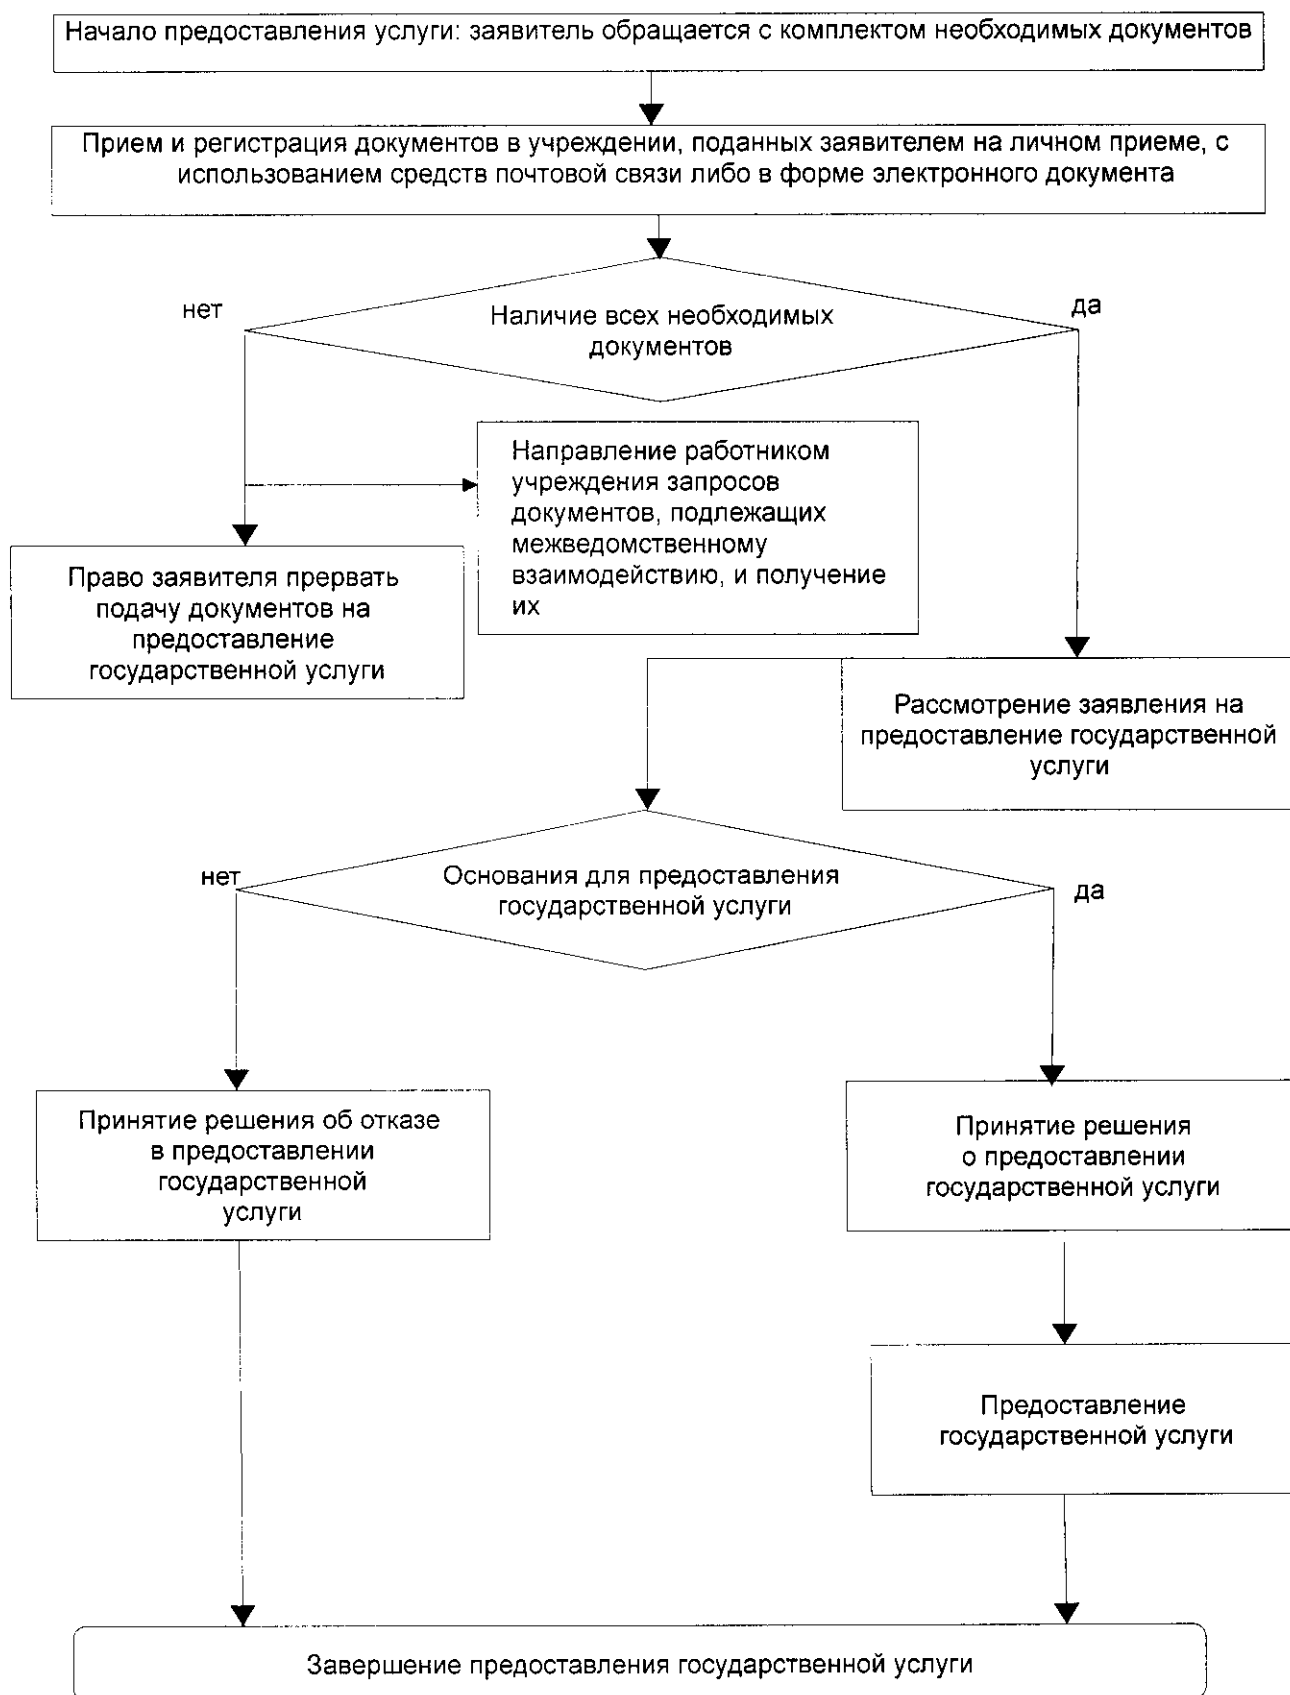 Начало предоставления услуги: заявитель обращается с комплектом необходимых документов
Прием и регистрация документов в учреждении, поданных заявителем на личном приеме, с
использованием средств почтовой связи либо в форме электронного документа
нет
да
Наличие всех необходимых
документов
Направление работником
учреждения запросов
документов, подлежащих
межведомственному
взаимодействию, и получение
их
Право заявителя прервать
подачу документов на
предоставление
государственной услуги
Рассмотрение заявления на
предоставление государственной
услуги
нет
Основания для предоставления
государственной услуги
да
Принятие решения об отказе
в предоставлении
государственной
услуги
Принятие решения
о предоставлении
государственной услуги
Предоставление
государственной услуги
Завершение предоставления государственной услуги